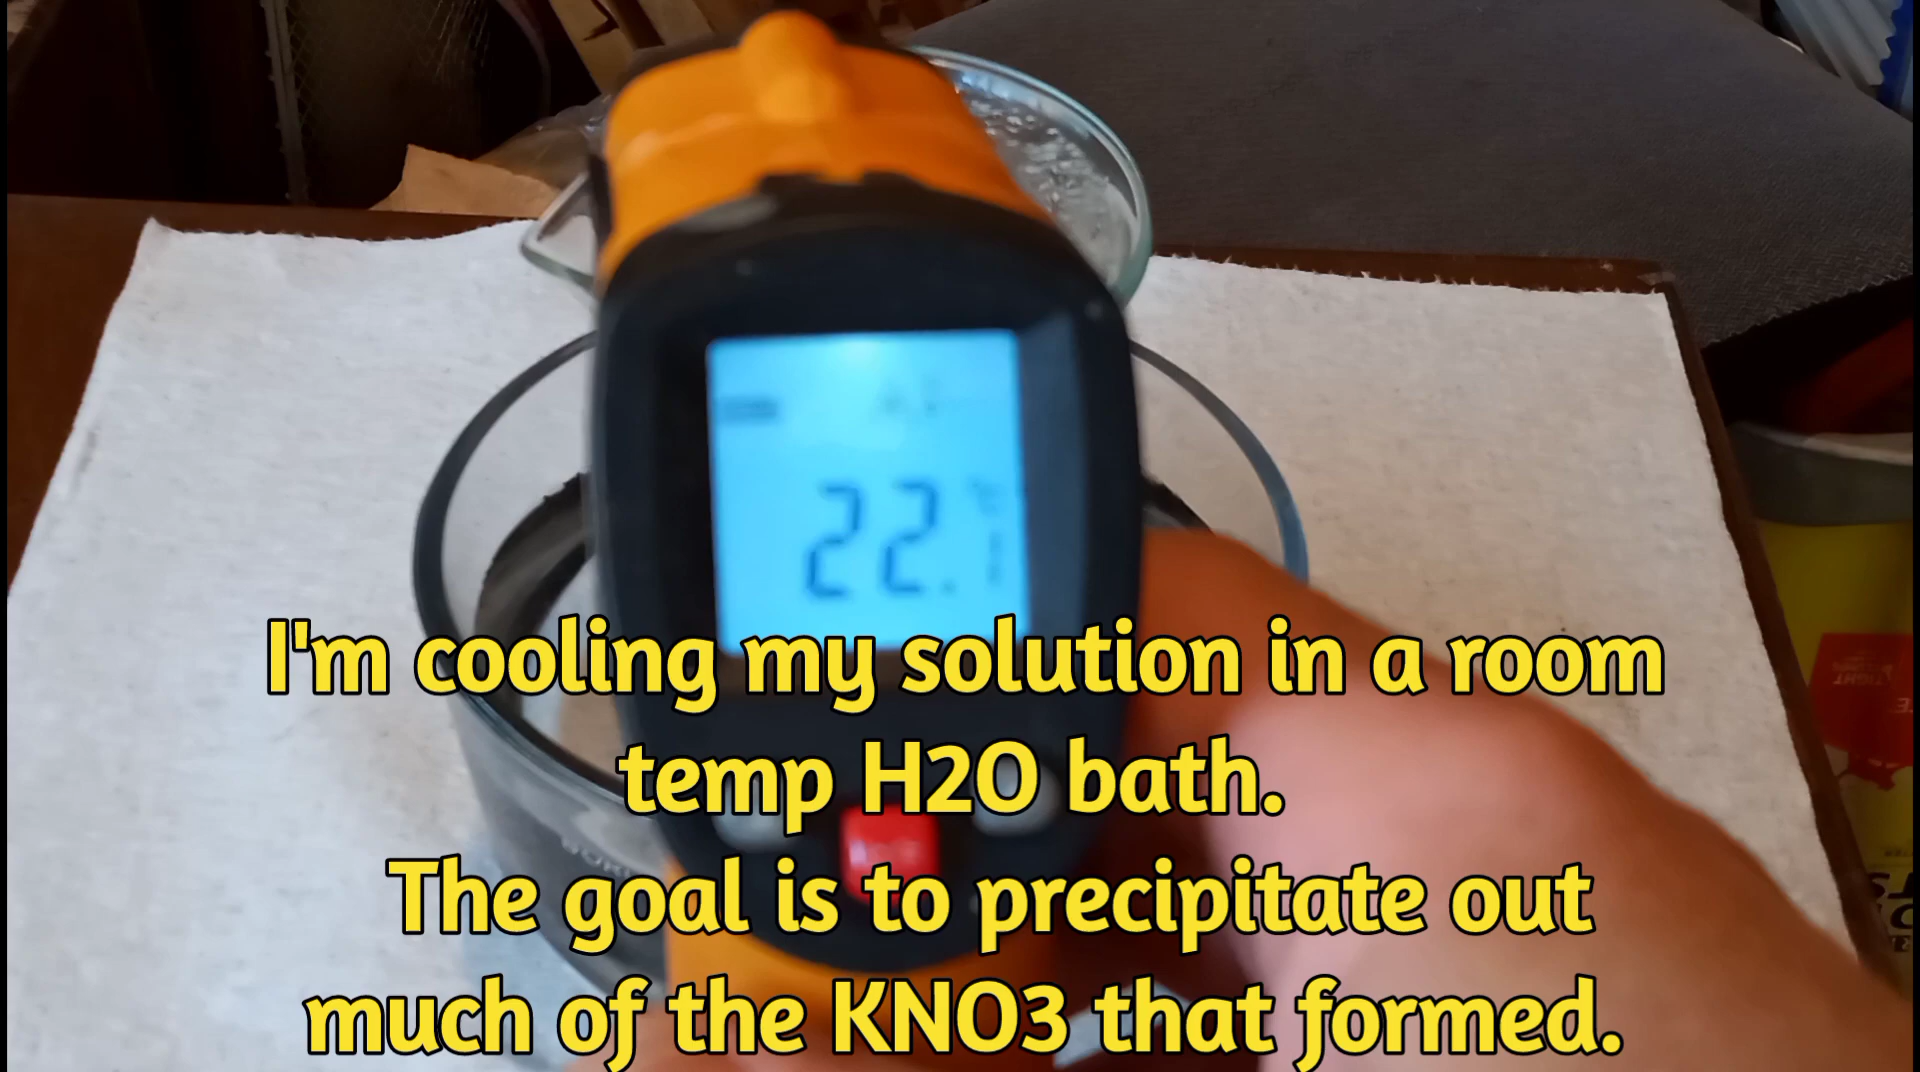 22.
°C
I'm cooling my solution in a room
temp H2O bath.
The goal is to precipitate out
much of the KNO3 that formed.